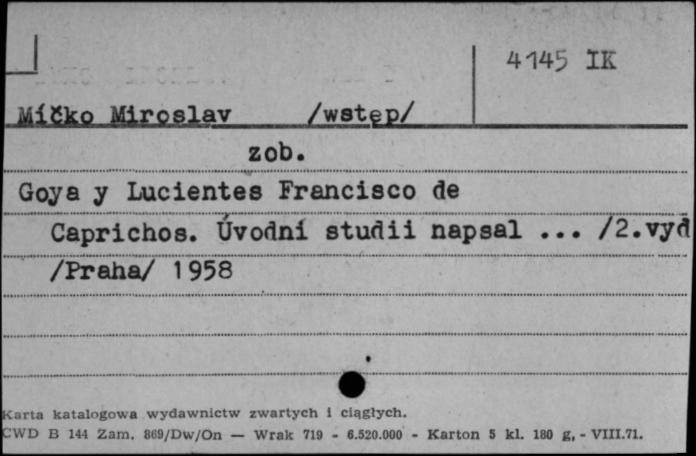 4145 IK
Míčko Miroslav /wstęp/
zob.
Goya y Lucientes Francisco de
Caprichos. Úvodní studii napsal ... /2.vyd
/Praha/ 1958
Karta katalogowa wydawnictw zwartych i ciągłych.
CWD B 144 Zam. 869/Dw/On — Wrak 719 - 6.520.000 - Karton 5 kl. 180 g, - VIII.71.